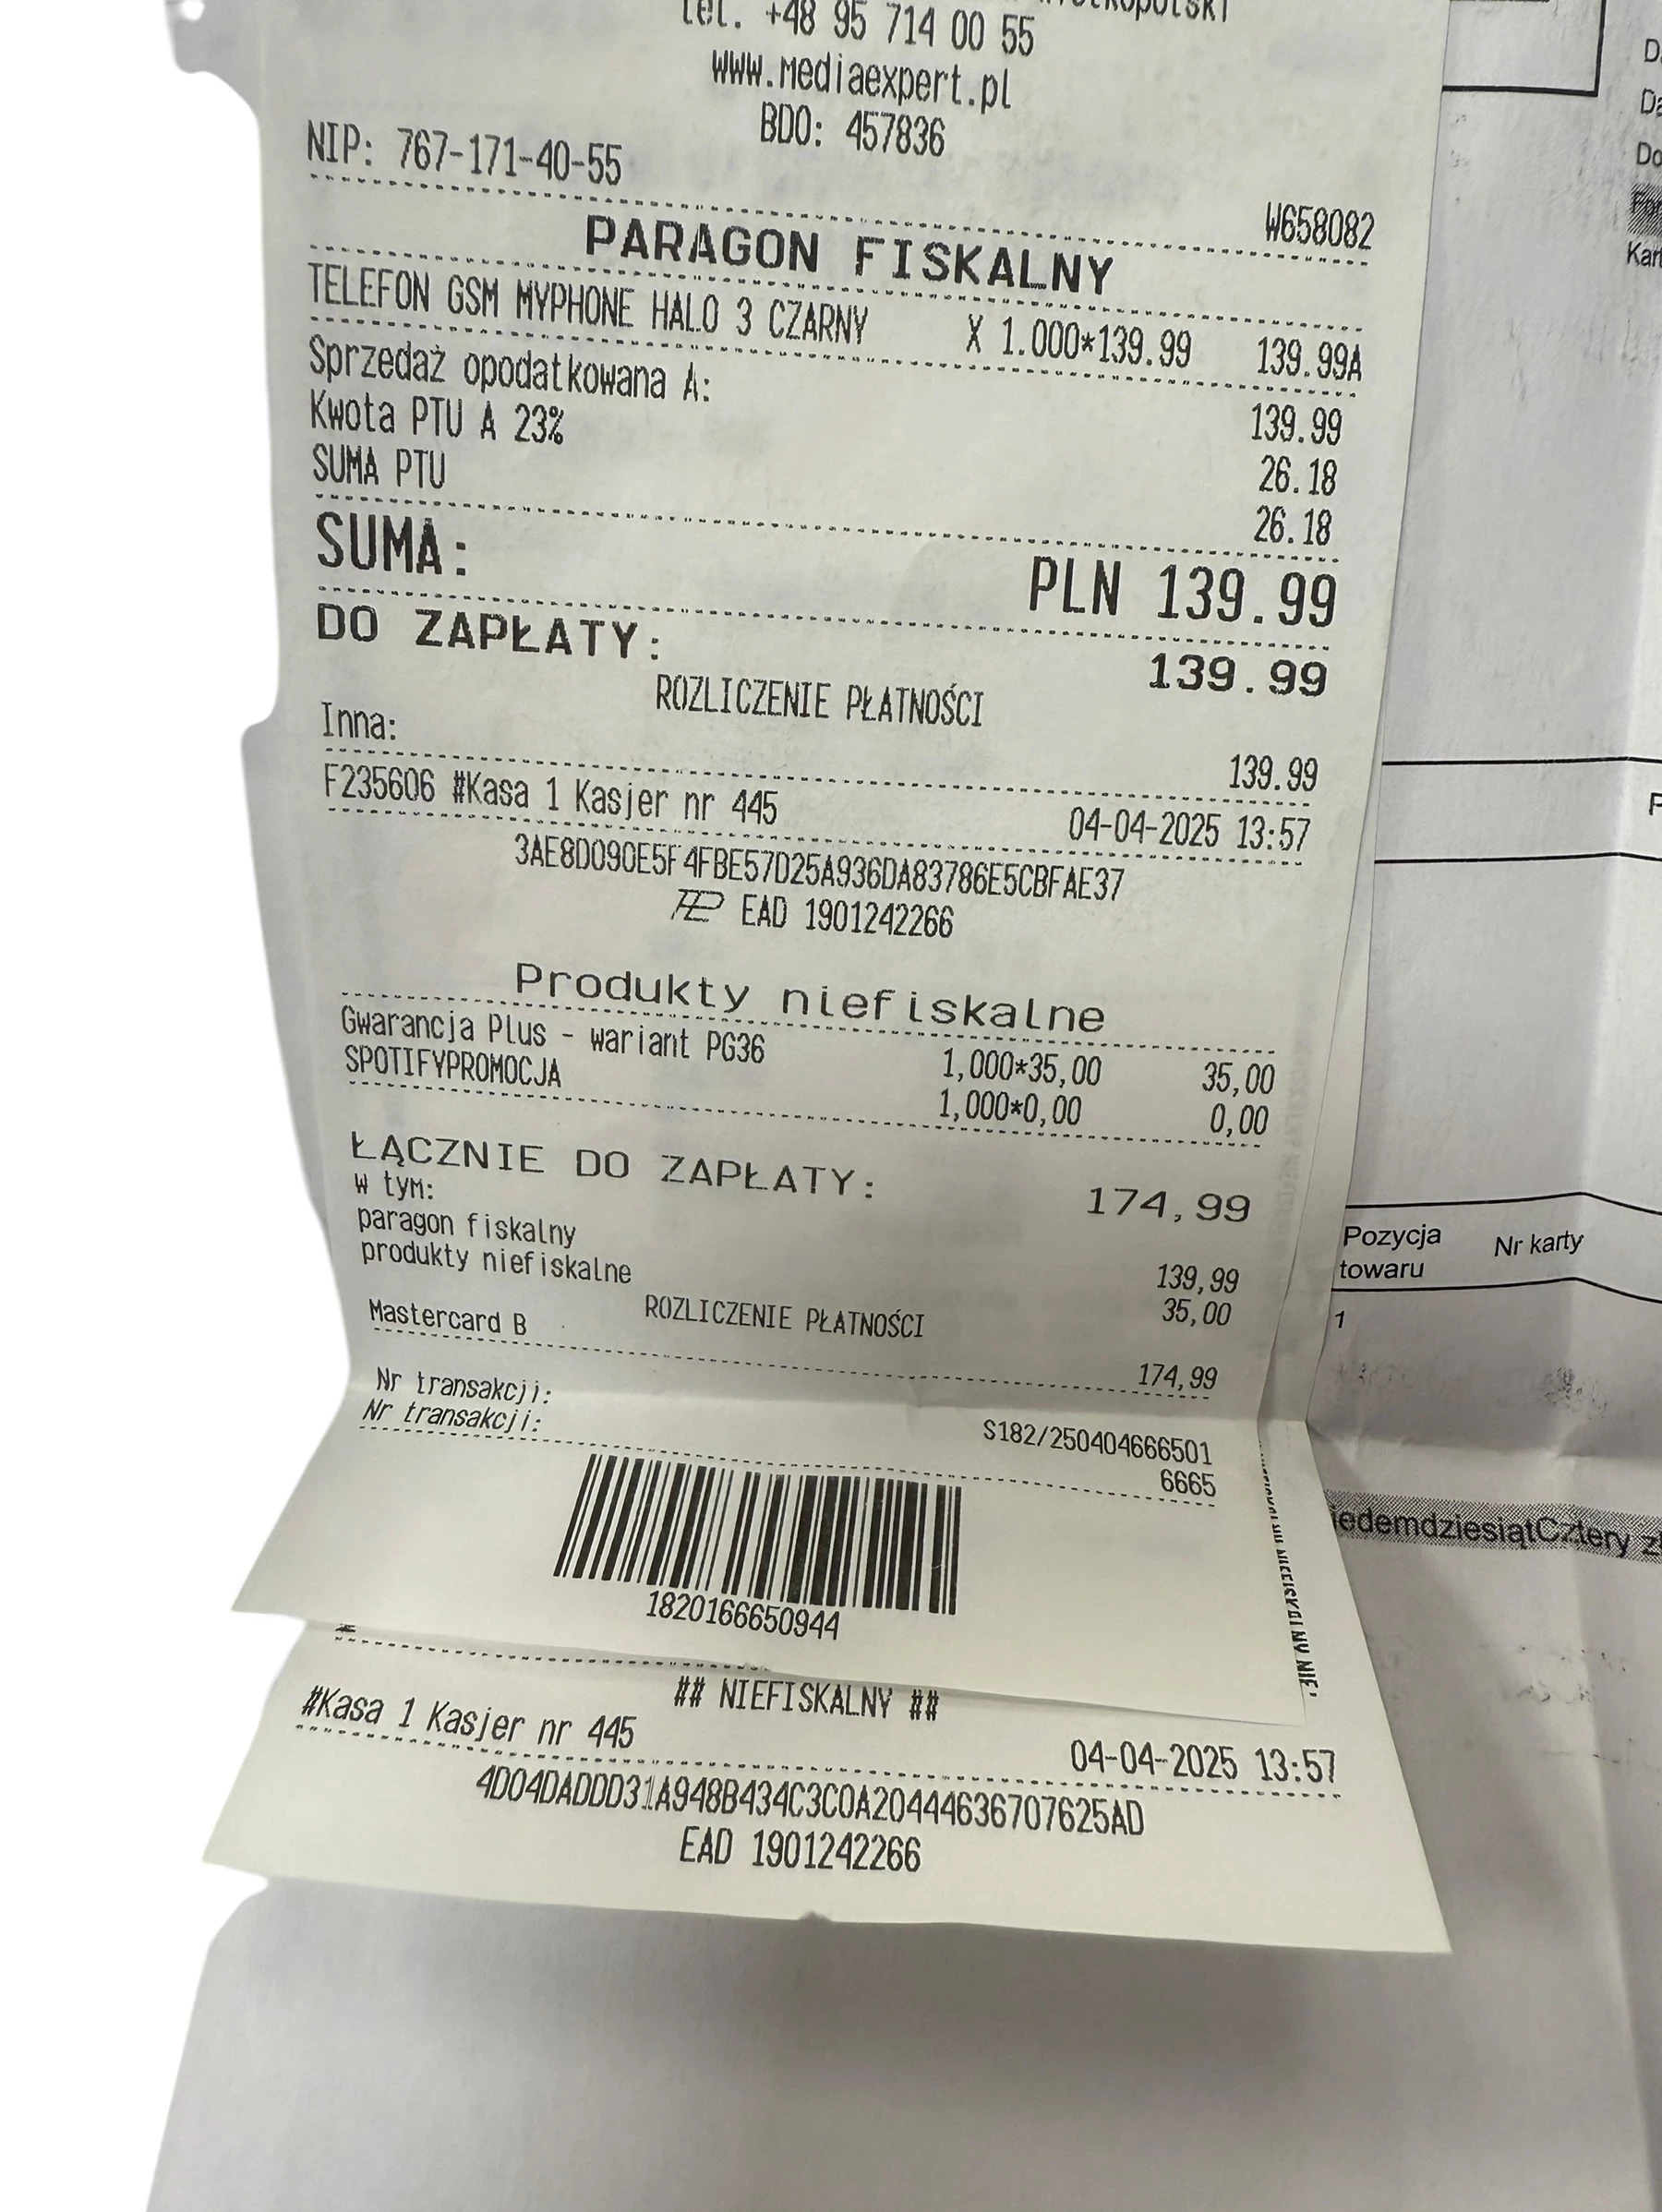 tel. +48 95 714 00 55
www.mediaexpert.pl
BDO: 457836
NIP: 767-171-40-55
W658082
PARAGON FISKALNY
TELEFON GSM MYPHONE HALO 3 CZARNY X 1.000*139.99 139.99A
Sprzedaż opodatkowana A: 139.99
Kwota PTU A 23% 26.18
SUMA PTU 26.18
SUMA: PLN 139.99
DO ZAPŁATY: 139.99
ROZLICZENIE PŁATNOŚCI
Inna: 139.99
F235606 #Kasa 1 Kasjer nr 445 04-04-2025 13:57
3AE8D090E5F4FBE57D25A936DA83786E5CBFAE37
EAD 1901242266
Produkty niefiskalne
Gwarancja Plus - wariant PG36 1,000*35,00 35,00
SPOTIFYPROMOCJA 1,000*0,00 0,00
ŁĄCZNIE DO ZAPŁATY: 174,99
w tym:
paragon fiskalny 139,99
produkty niefiskalne 35,00
ROZLICZENIE PŁATNOŚCI
Mastercard B 174,99
Nr transakcji: S182/250404666501
Nr transakcji: 6665
1820166650944
## NIEFISKALNY ##
#Kasa 1 Kasjer nr 445 04-04-2025 13:57
4D04DADDD31A948B434C3C0A20444636707625AD
EAD 1901242266
Pozycja towaru
Nr karty
1